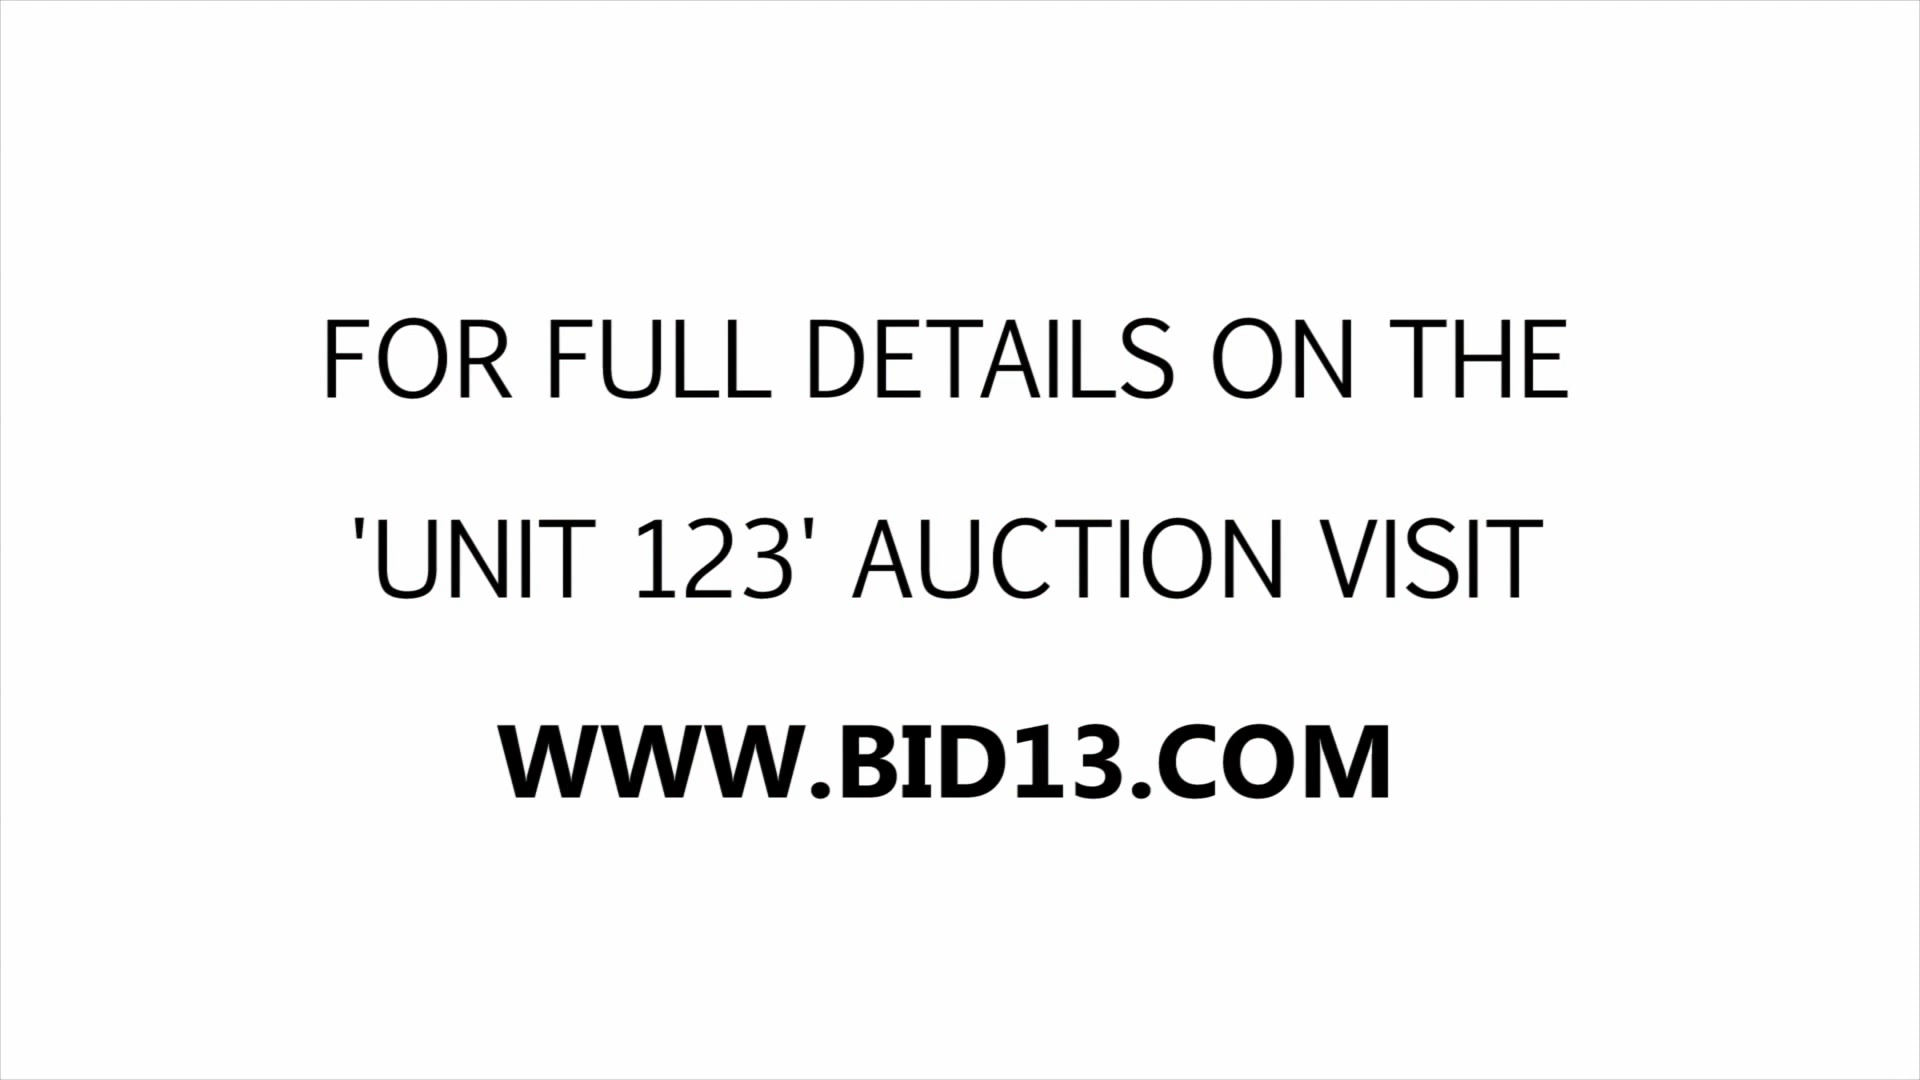 FOR FULL DETAILS ON THE
'UNIT 123' AUCTION VISIT
WWW.BID13.COM